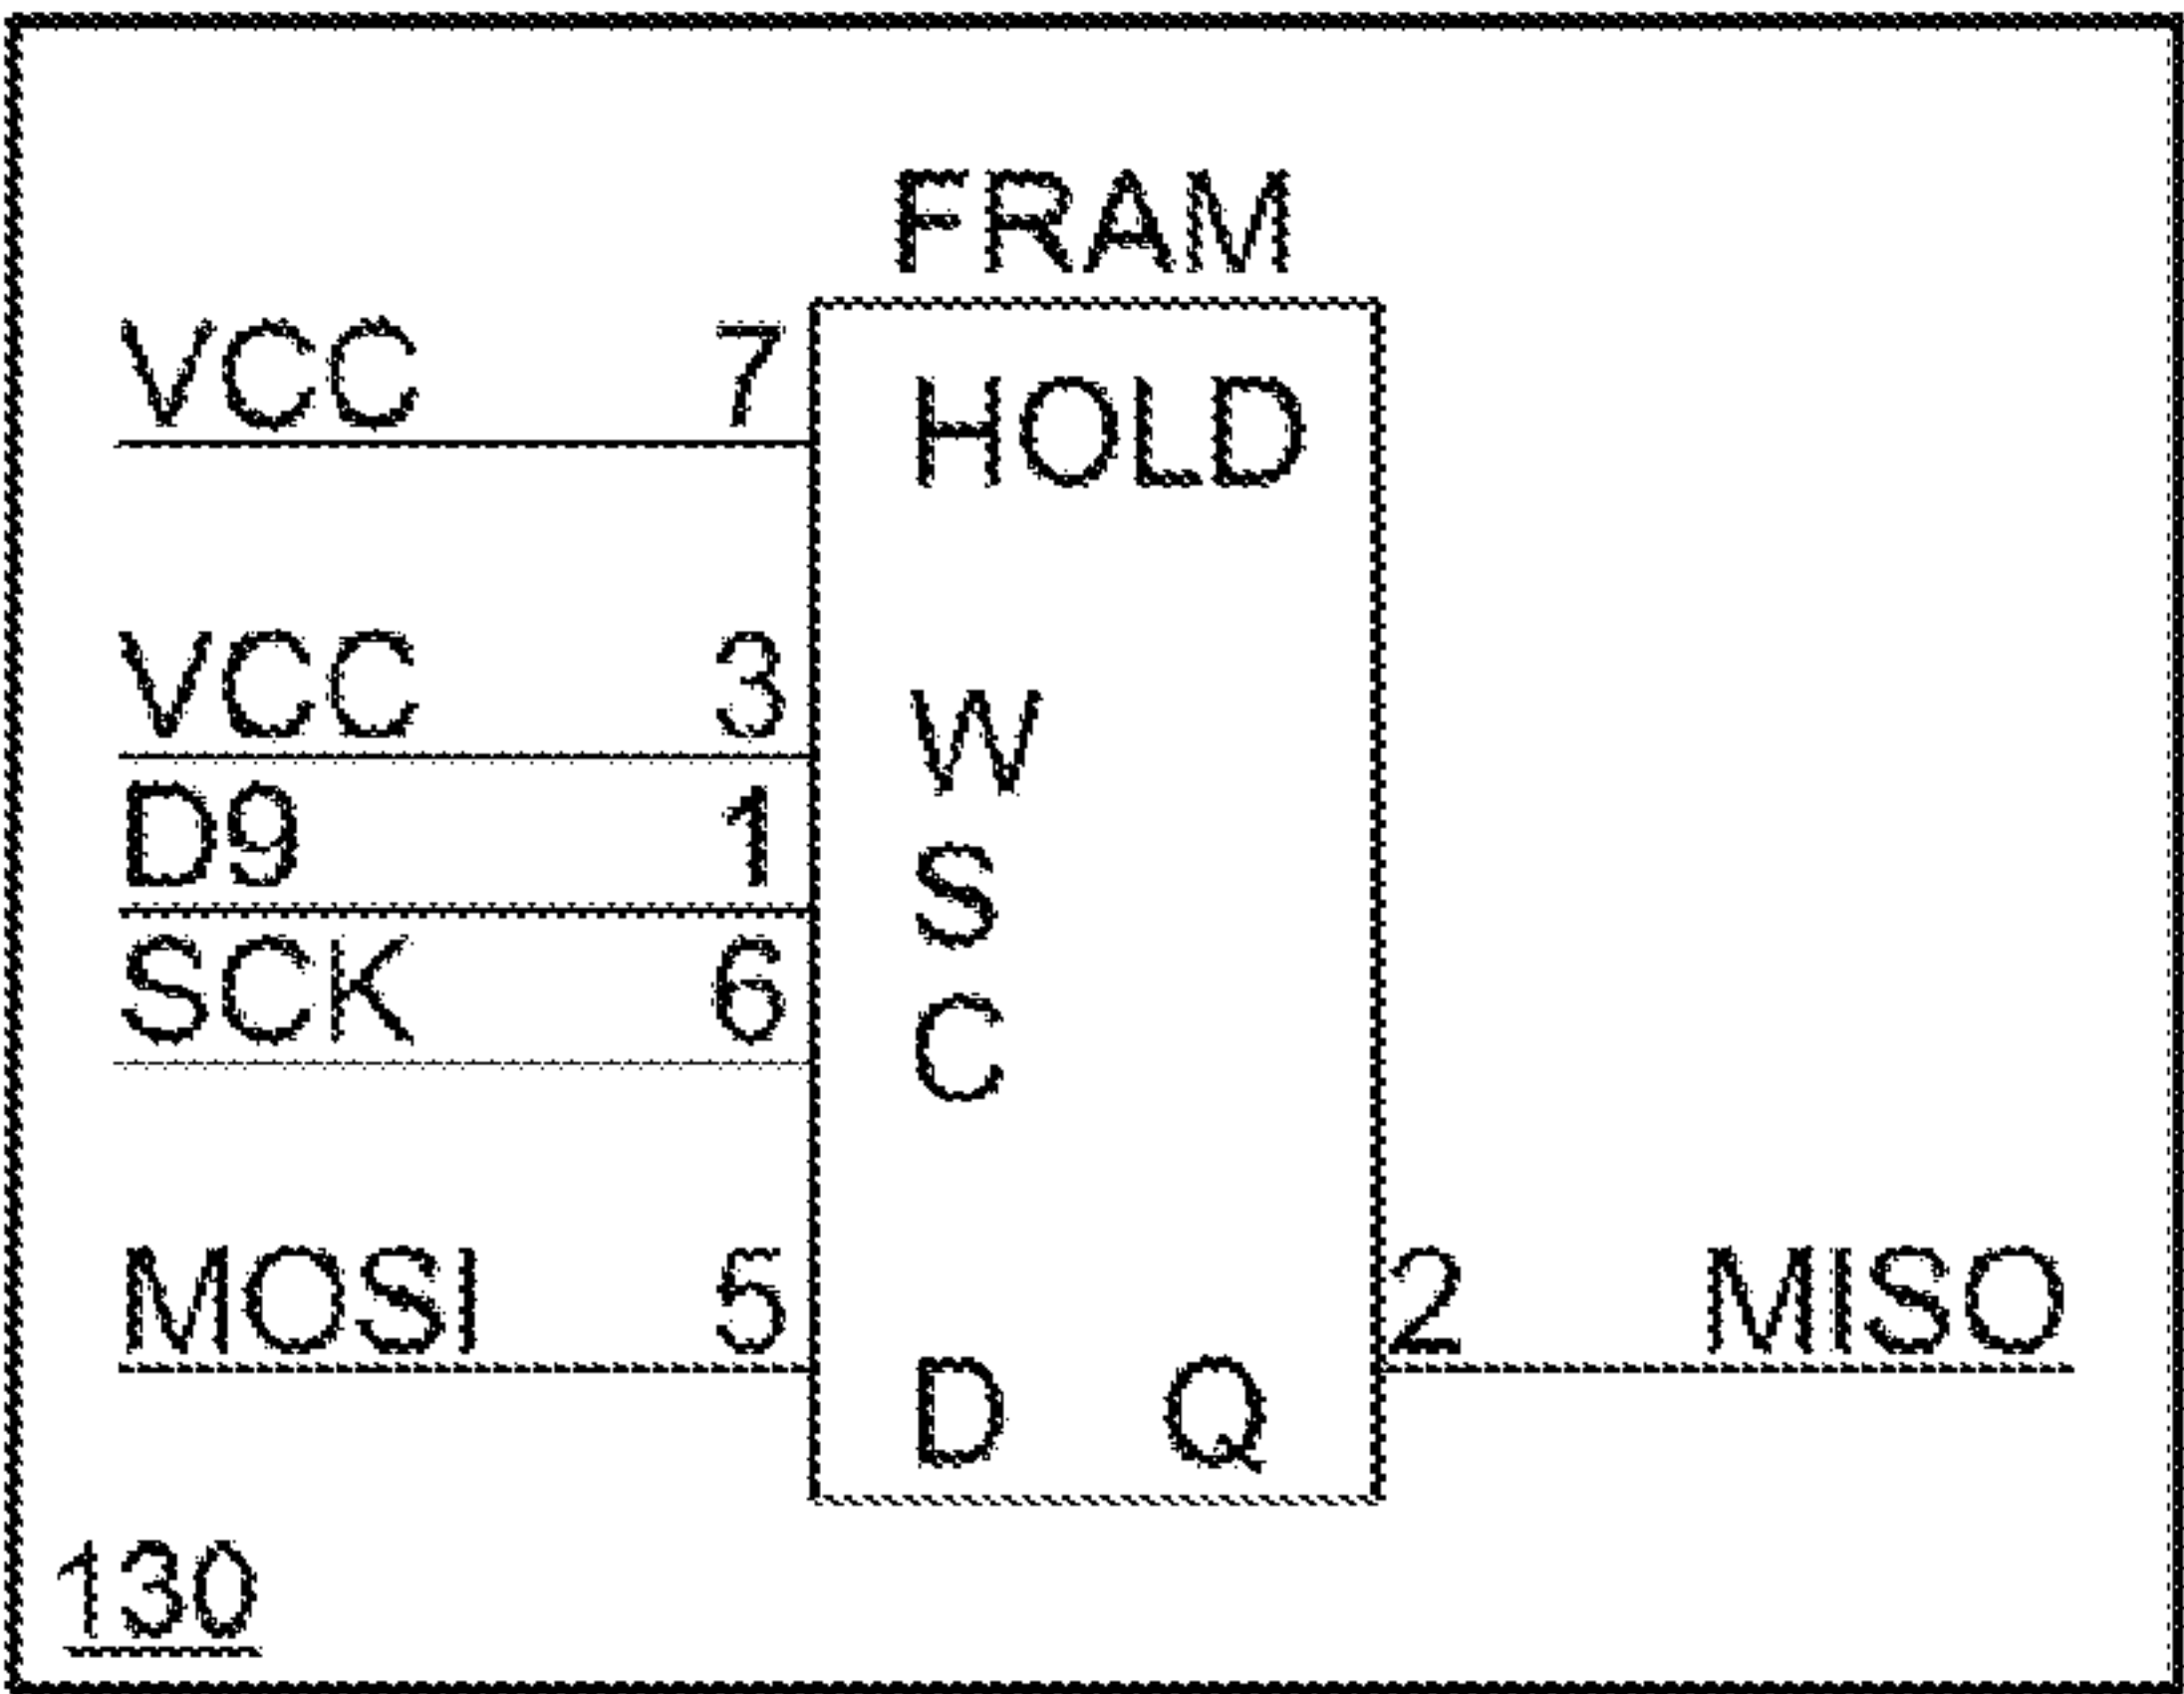 FRAM
VCC 7
HOLD
VCC 3
W
D9 1
S
SCK 6
C
MOSI 5
2 MISO
D Q
130